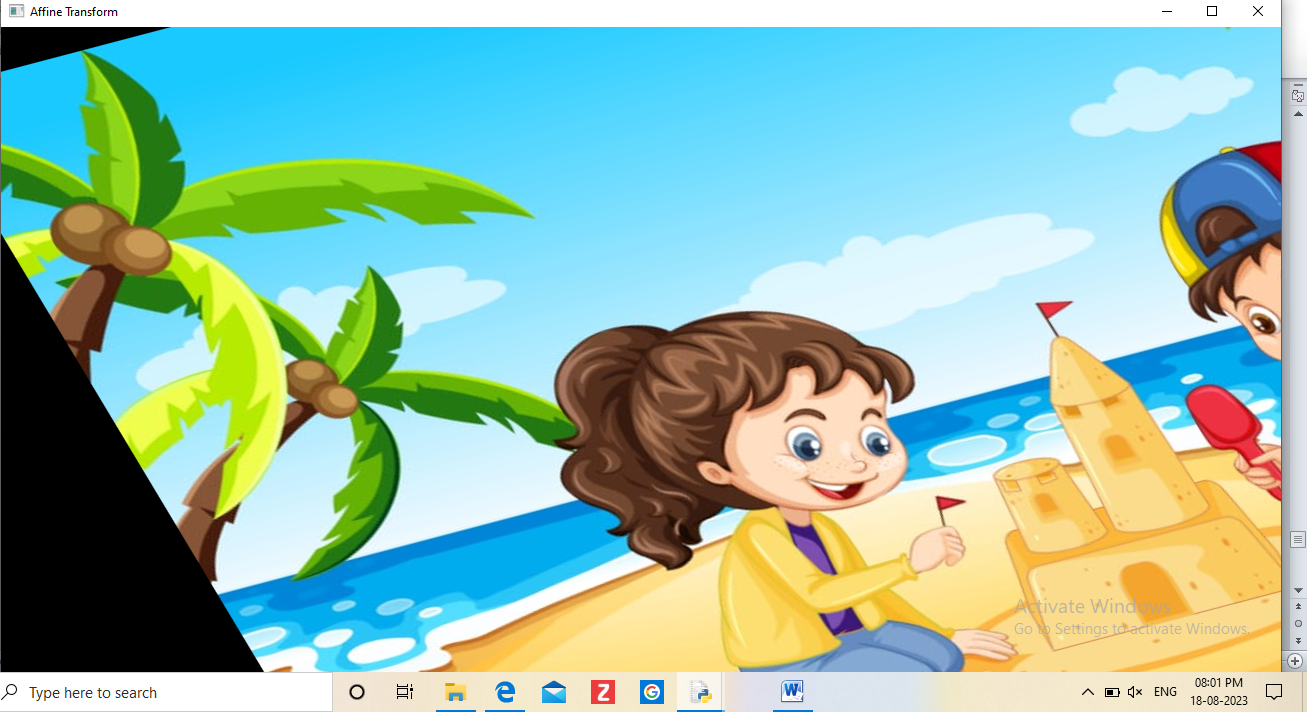 Affine Transform
Activate Windows
Go to Settings to activate Windows.
Type here to search
Z
G
W
ENG
08:01 PM
18-08-2023